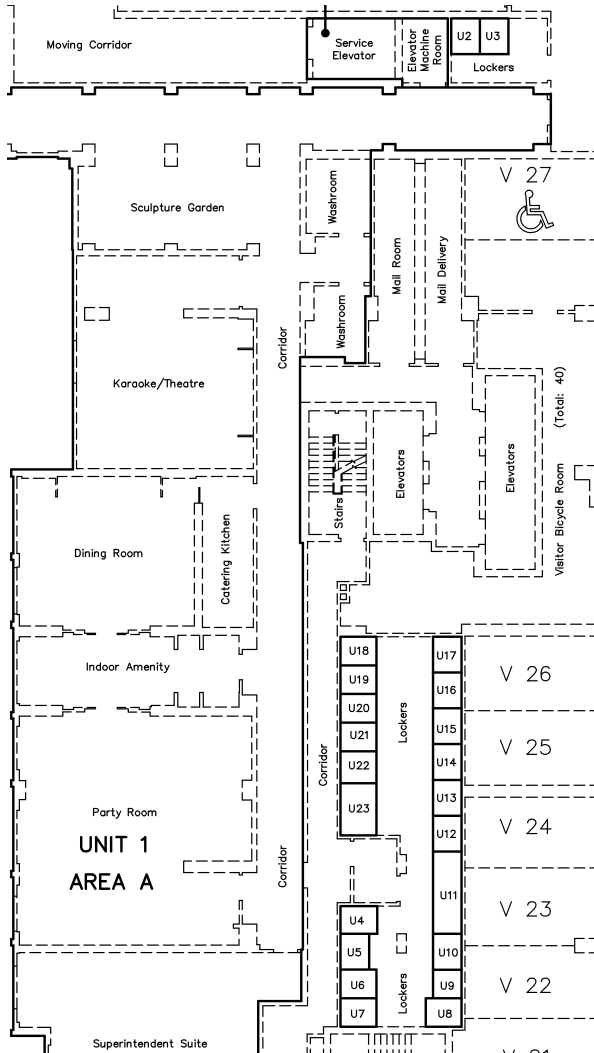 U2
U3
Moving Corridor
Service
Elevator
Elevator
Machine
Room
Lockers
V 27
Sculpture Garden
Washroom
Mail Room
Mail Delivery
Washroom
Corridor
Karaoke/Theatre
(Total: 40)
Visitor Bicycle Room
Elevators
Elevators
Stairs
Dining Room
Catering Kitchen
Indoor Amenity
U18
U17
U19
U16
V 26
U20
Lockers
U21
U15
V 25
U22
U14
Corridor
U23
U13
Party Room
U12
V 24
UNIT 1
AREA A
Corridor
U11
U4
V 23
U5
U10
U6
Lockers
U9
V 22
U7
U8
Superintendent Suite
V 21